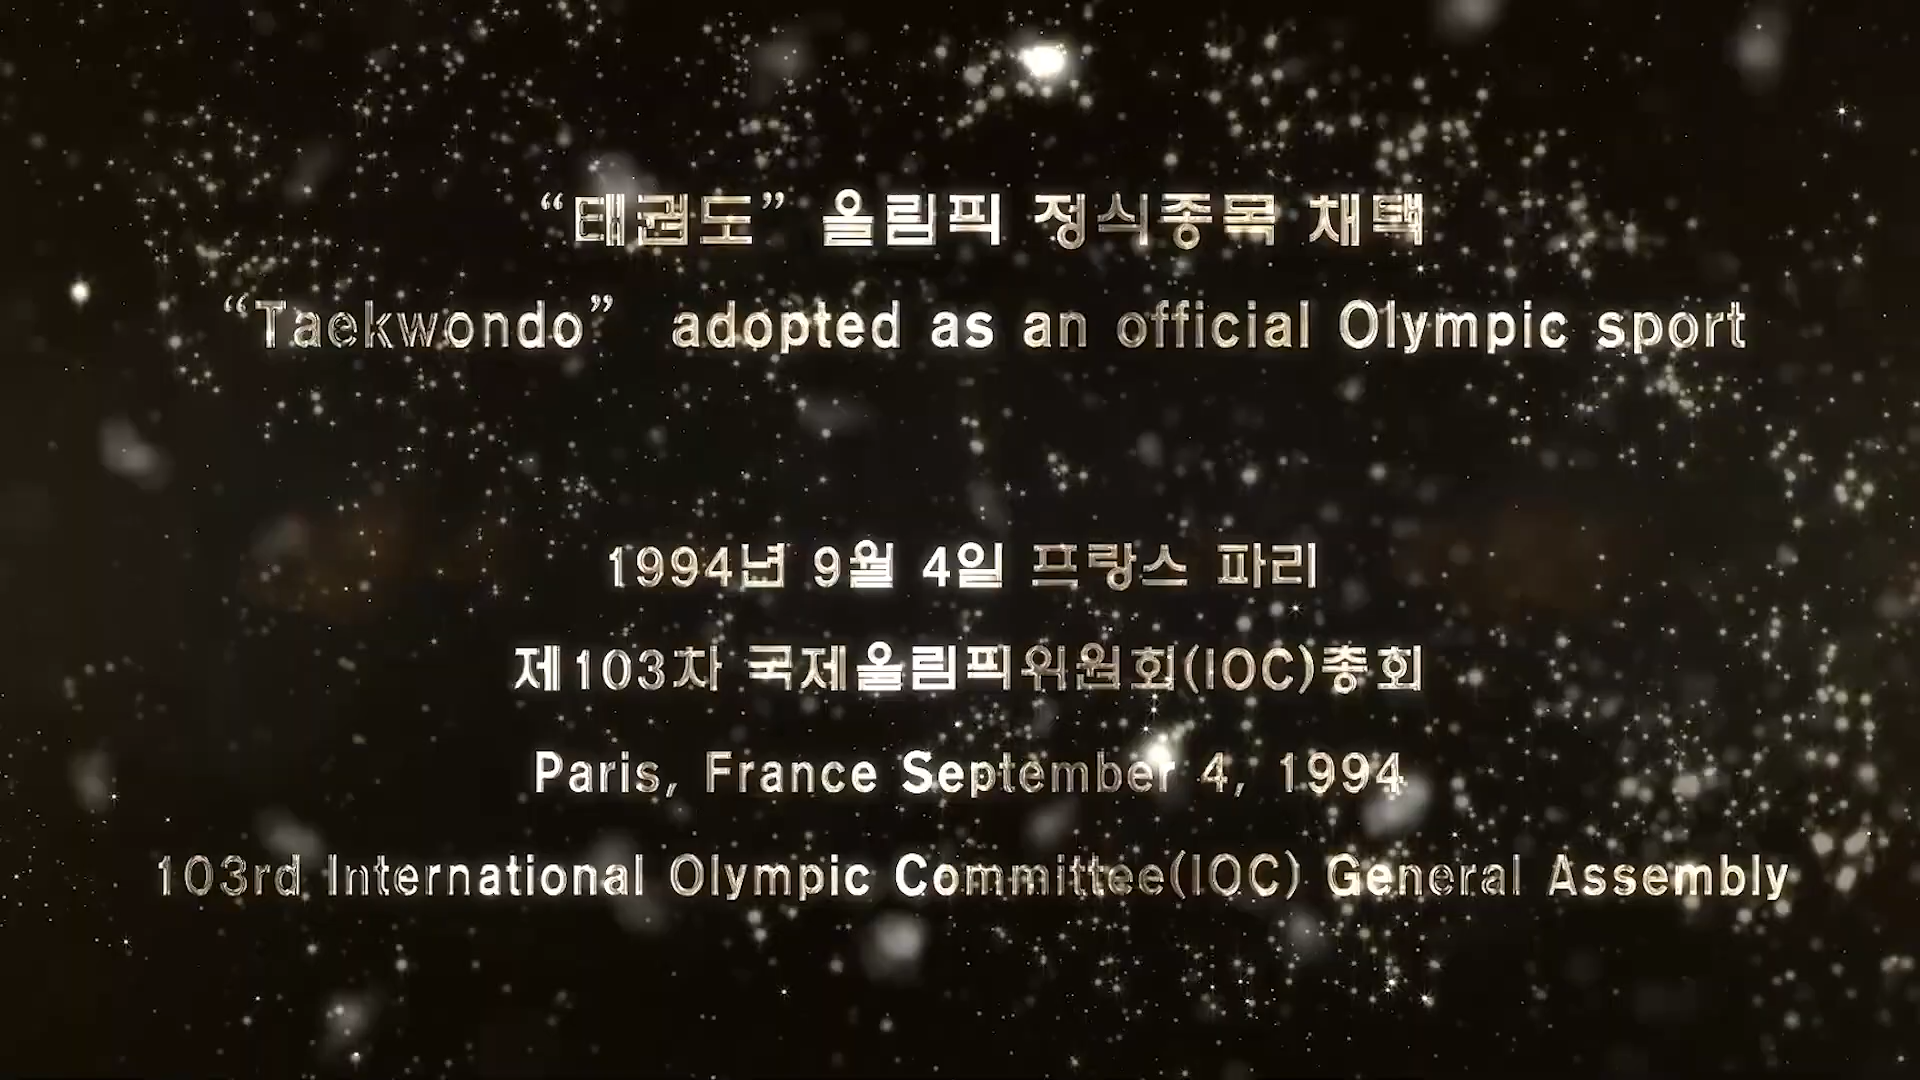 “태권도” 올림픽 정식종목 채택
“Taekwondo” adopted as an official Olympic sport
1994년 9월 4일 프랑스 파리
제103차 국제올림픽위원회(IOC)총회
Paris, France September 4, 1994
103rd International Olympic Committee(IOC) General Assembly